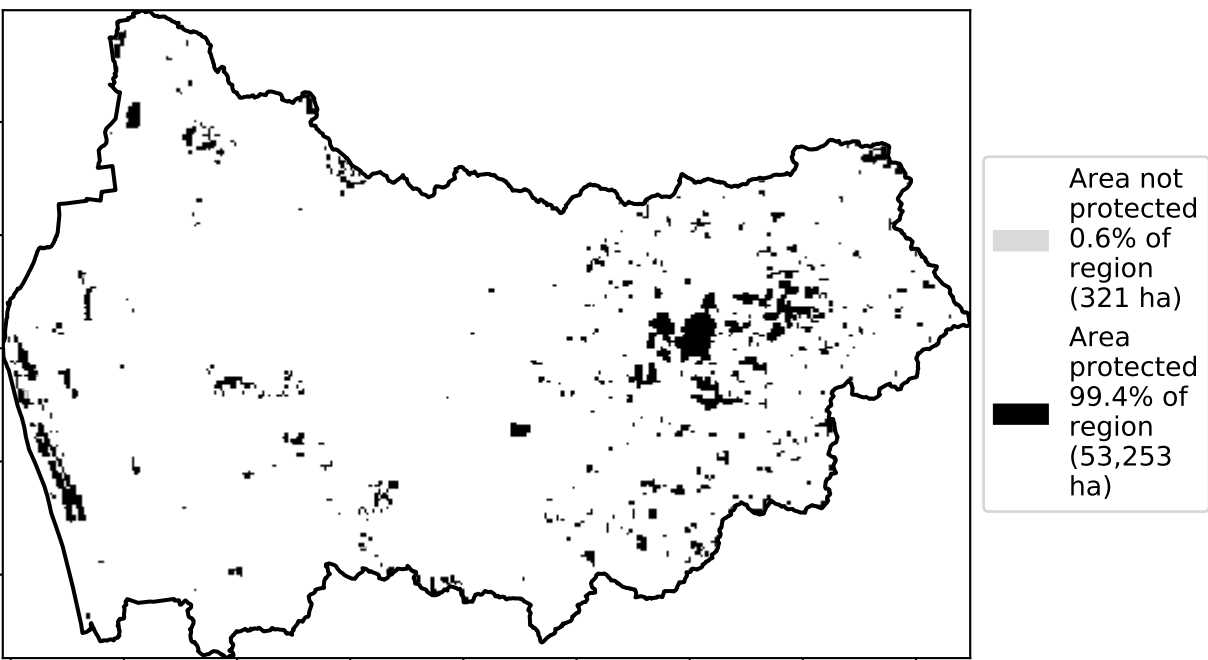 Area not
protected
0.6% of
region
(321 ha)
Area
protected
99.4% of
region
(53,253
ha)